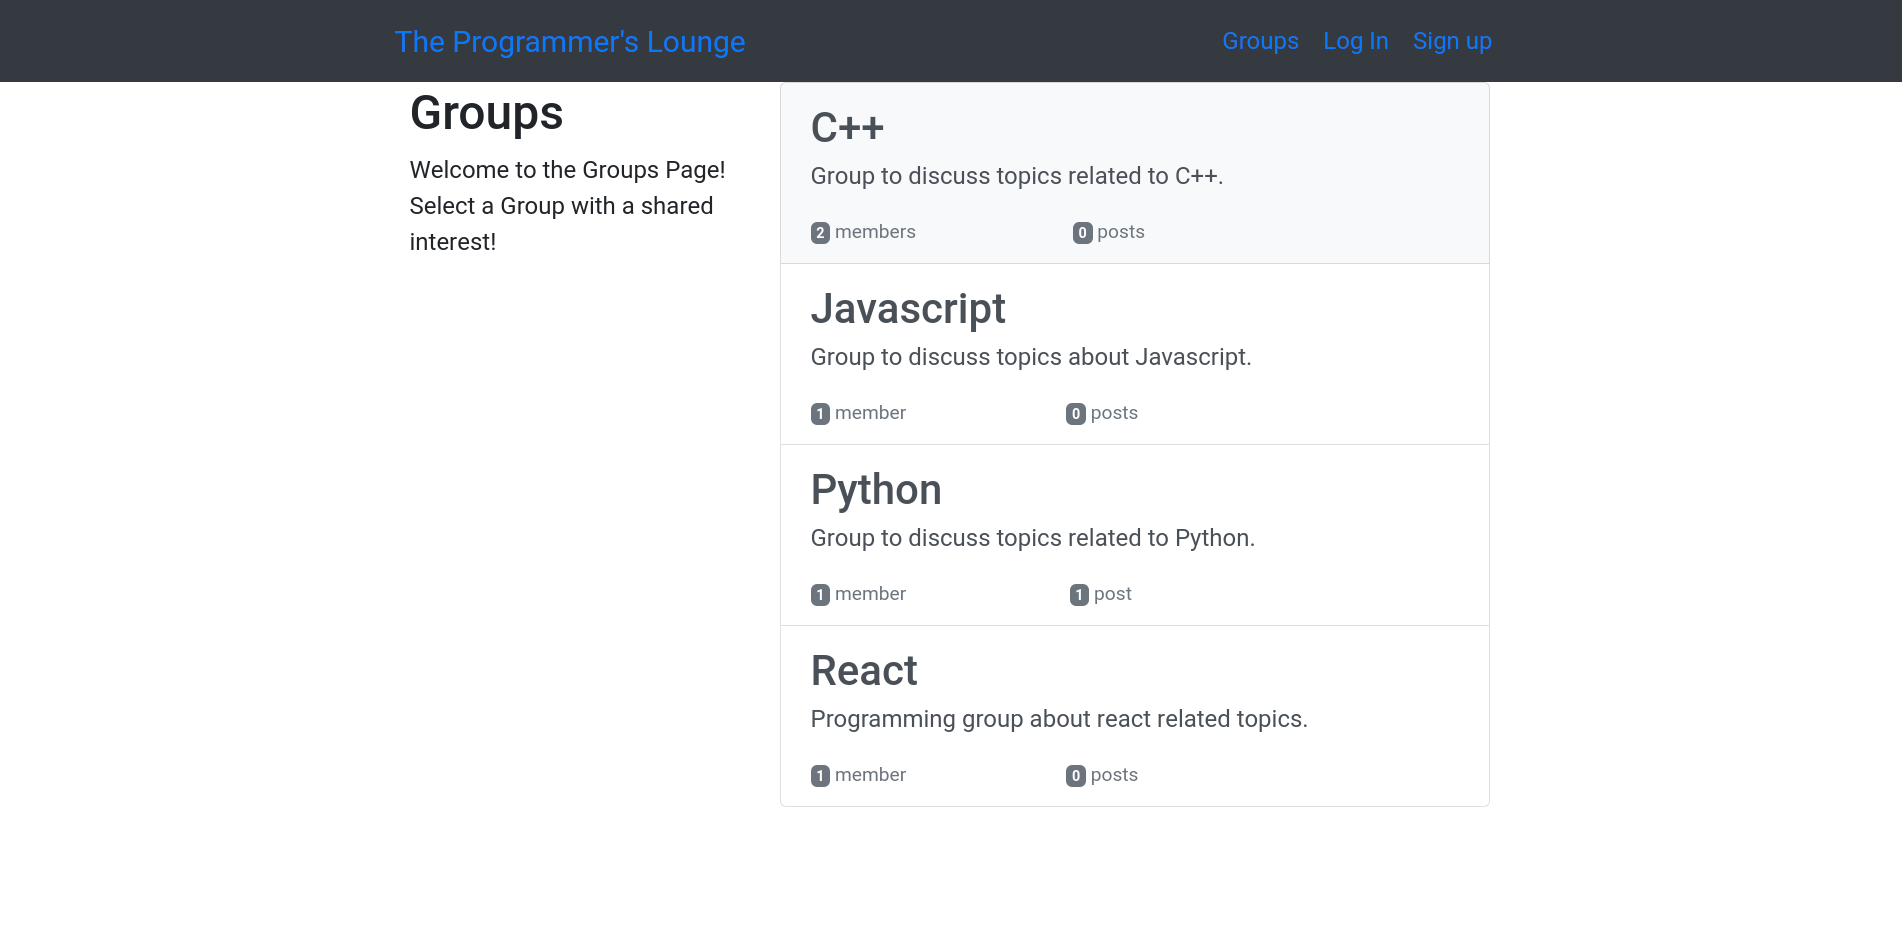 The Programmer's Lounge
Groups Log In Sign up
Groups
Welcome to the Groups Page!
Select a Group with a shared
interest!
C++
Group to discuss topics related to C++.
2 members 0 posts
Javascript
Group to discuss topics about Javascript.
1 member 0 posts
Python
Group to discuss topics related to Python.
1 member 1 post
React
Programming group about react related topics.
1 member 0 posts